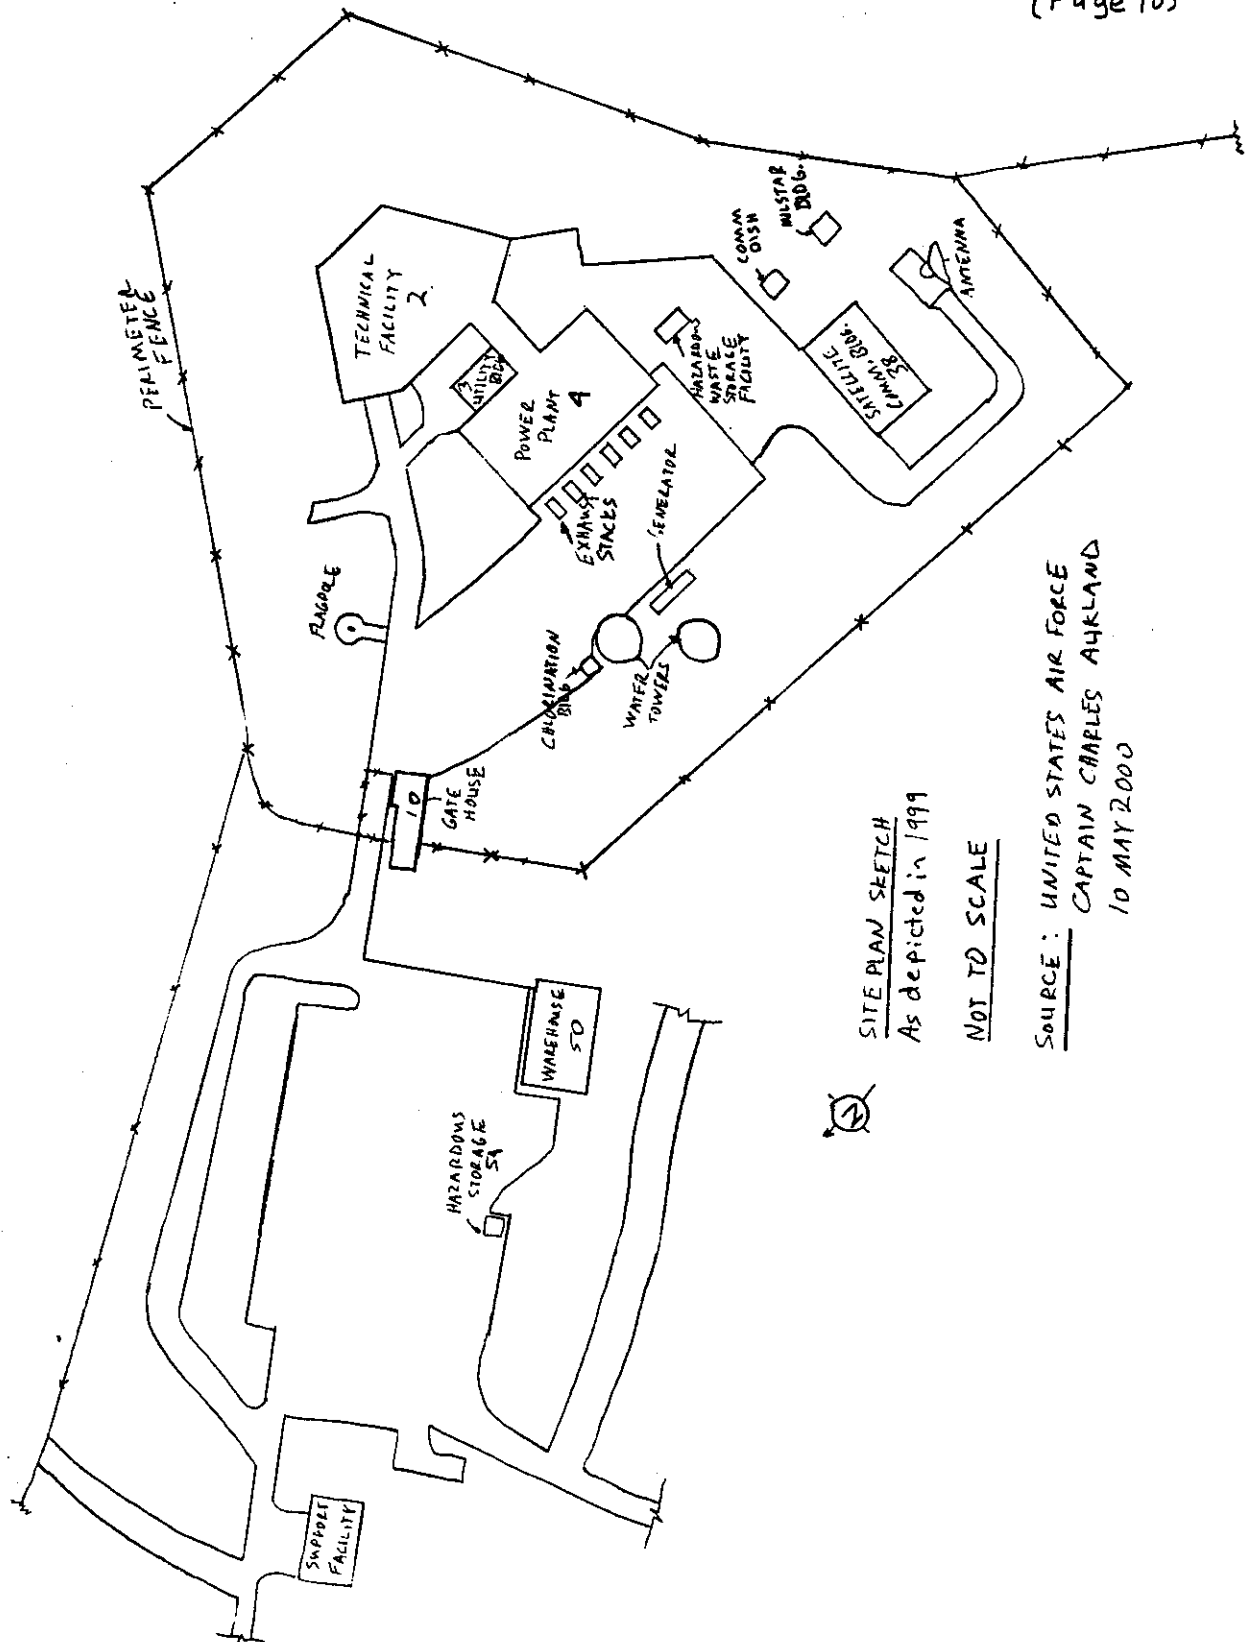 (Page 10)
PERIMETER
FENCE
TECHNICAL
FACILITY
2
3
UTILITY
BLDG
POWER
PLANT 4
EXHAUST
STACKS
GENERATOR
HAZARDOUS
WASTE
STORAGE
FACILITY
COMM
DISH
MILSTAR
BLDG.
ANTENNA
SATELLITE
COMM. BLDG.
38
FLAGPOLE
CHLORINATION
BLDG
WATER
TOWERS
10
GATE
HOUSE
WAREHOUSE
50
HAZARDOUS
STORAGE
54
SUPPORT
FACILITY
N
SITE PLAN SKETCH
As depicted in 1999
NOT TO SCALE
SOURCE: UNITED STATES AIR FORCE
CAPTAIN CHARLES
10 MAY 2000